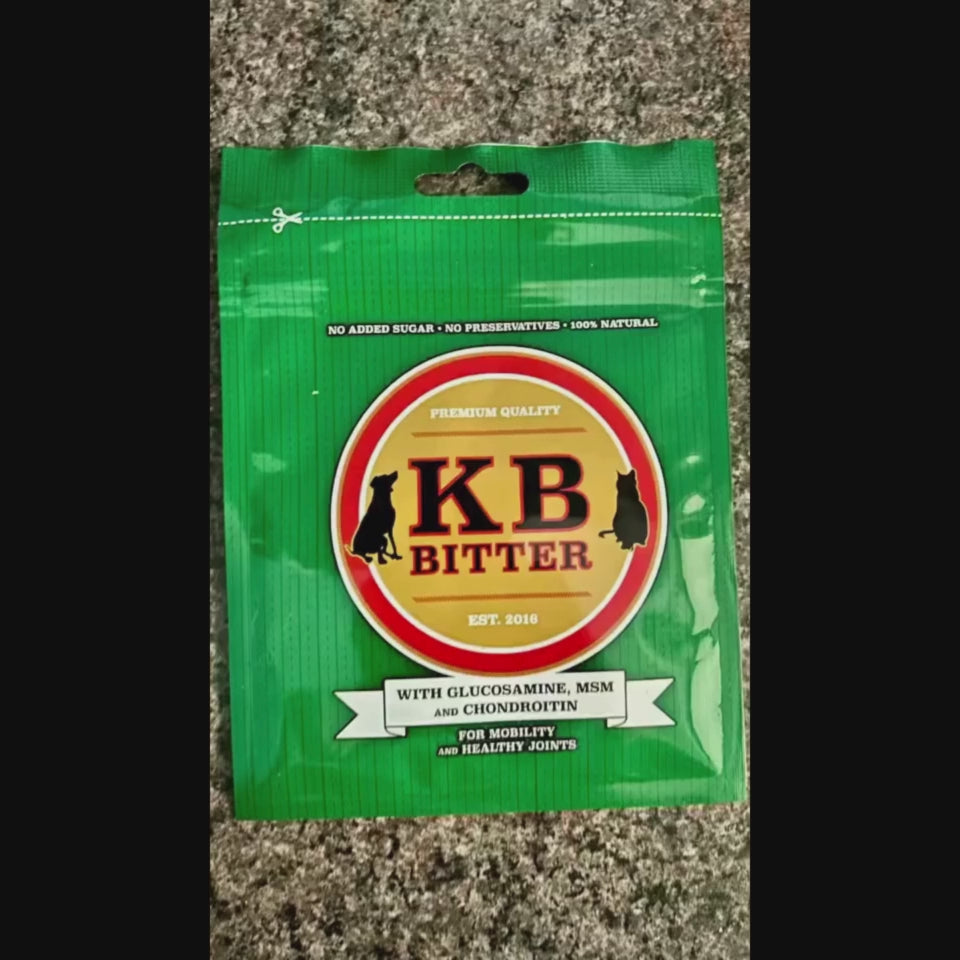 NO ADDED SUGAR • NO PRESERVATIVES • 100% NATURAL
PREMIUM QUALITY
KB
BITTER
EST. 2016
WITH GLUCOSAMINE, MSM
AND CHONDROITIN
FOR MOBILITY
AND HEALTHY JOINTS